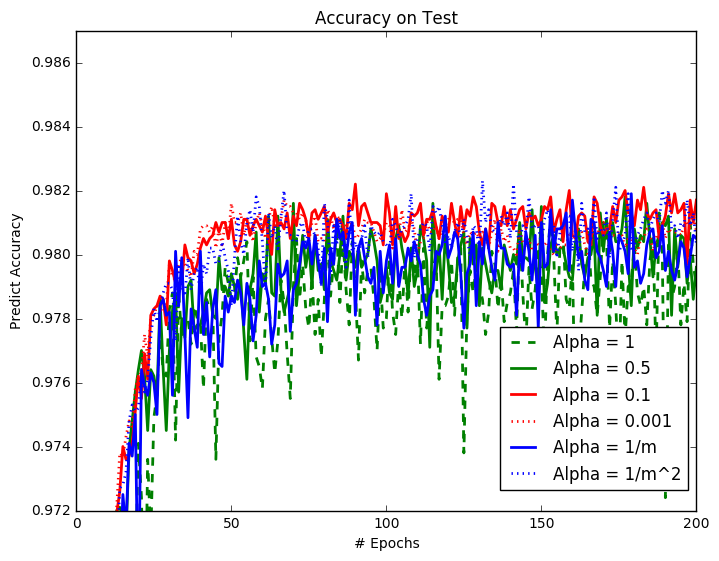 Accuracy on Test
0.986
0.984
0.982
0.980
0.978
0.976
0.974
0.972
Predict Accuracy
0 50 100 150 200
# Epochs
Alpha = 1
Alpha = 0.5
Alpha = 0.1
Alpha = 0.001
Alpha = 1/m
Alpha = 1/m^2